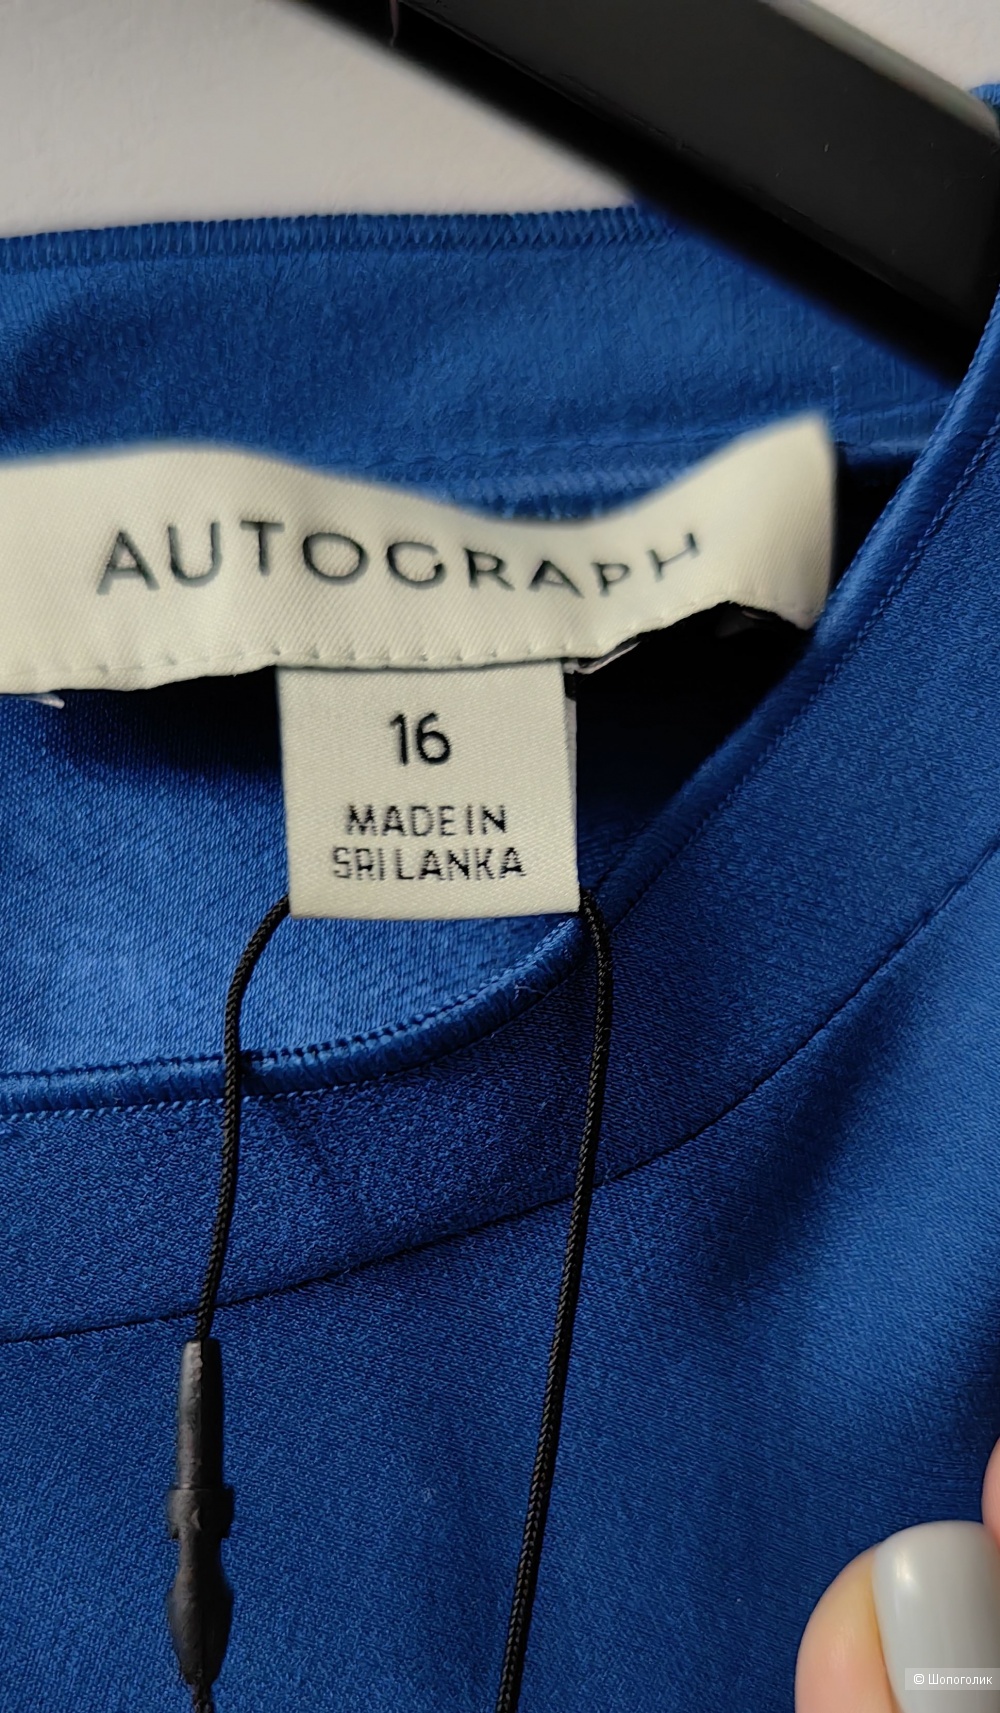 AUTOGRAPH
16
MADE IN
SRI LANKA
© Шопоголик